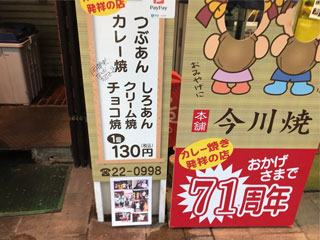 発祥の店
PayPay
つぶあん
カレー焼
しろあん
クリーム焼
チョコ焼
1個
130円
(税込)
☎22-0998
おみやげに
本舗
今川焼
カレー焼き
発祥の店
おかげ
さまで
71周年